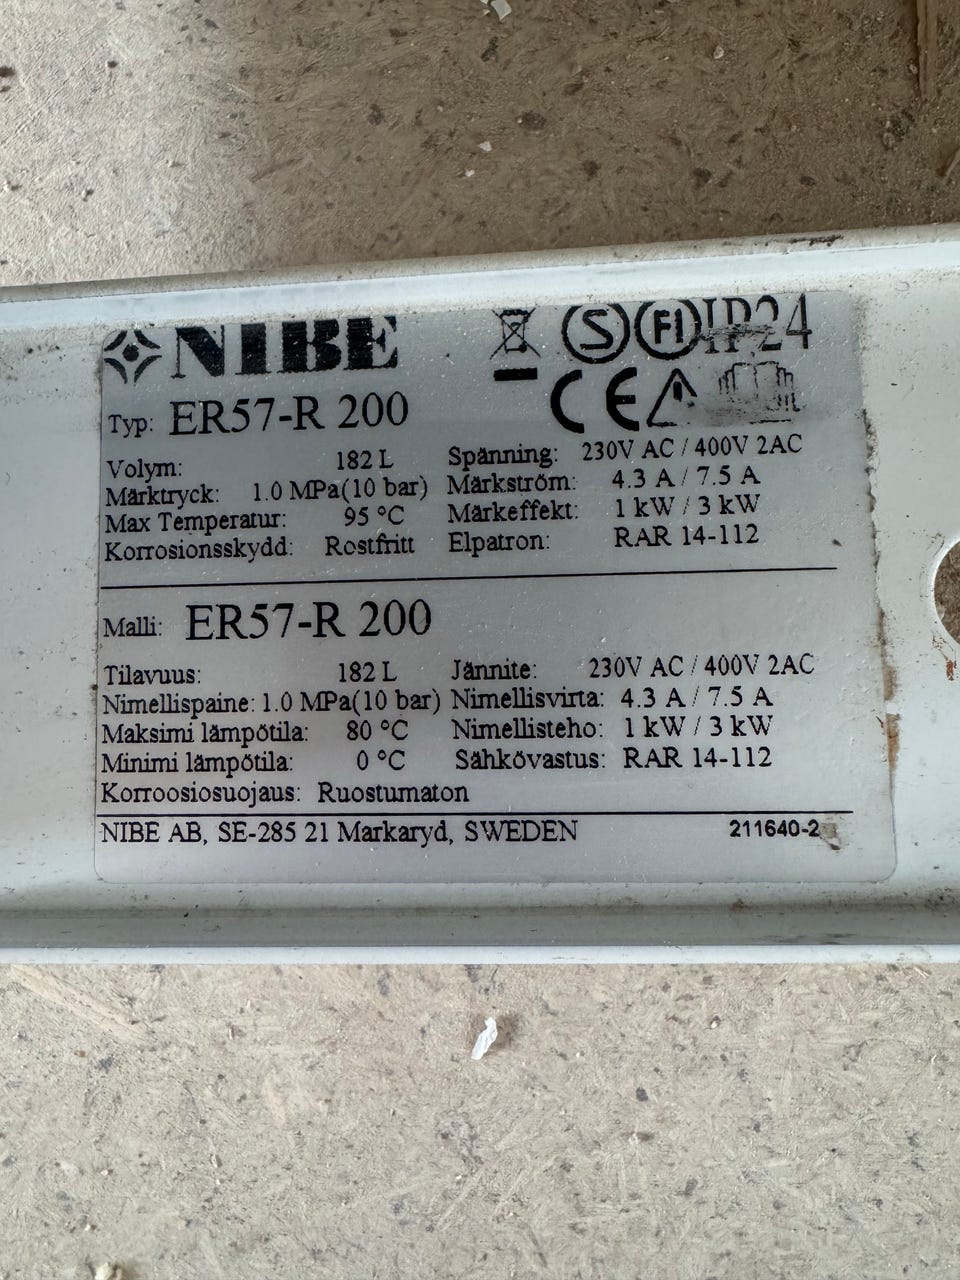 NIBE
S FI IP24
CE
Typ: ER57-R 200
Volym: 182 L Spänning: 230V AC / 400V 2AC
Märktryck: 1.0 MPa(10 bar) Märkström: 4.3 A / 7.5 A
Max Temperatur: 95 °C Märkeffekt: 1 kW / 3 kW
Korrosionsskydd: Rostfritt Elpatron: RAR 14-112
Malli: ER57-R 200
Tilavuus: 182 L Jännite: 230V AC / 400V 2AC
Nimellispaine: 1.0 MPa(10 bar) Nimellisvirta: 4.3 A / 7.5 A
Maksimi lämpötila: 80 °C Nimellisteho: 1 kW / 3 kW
Minimi lämpötila: 0 °C Sähkövastus: RAR 14-112
Korroosiosuojaus: Ruostumaton
NIBE AB, SE-285 21 Markaryd, SWEDEN 211640-2